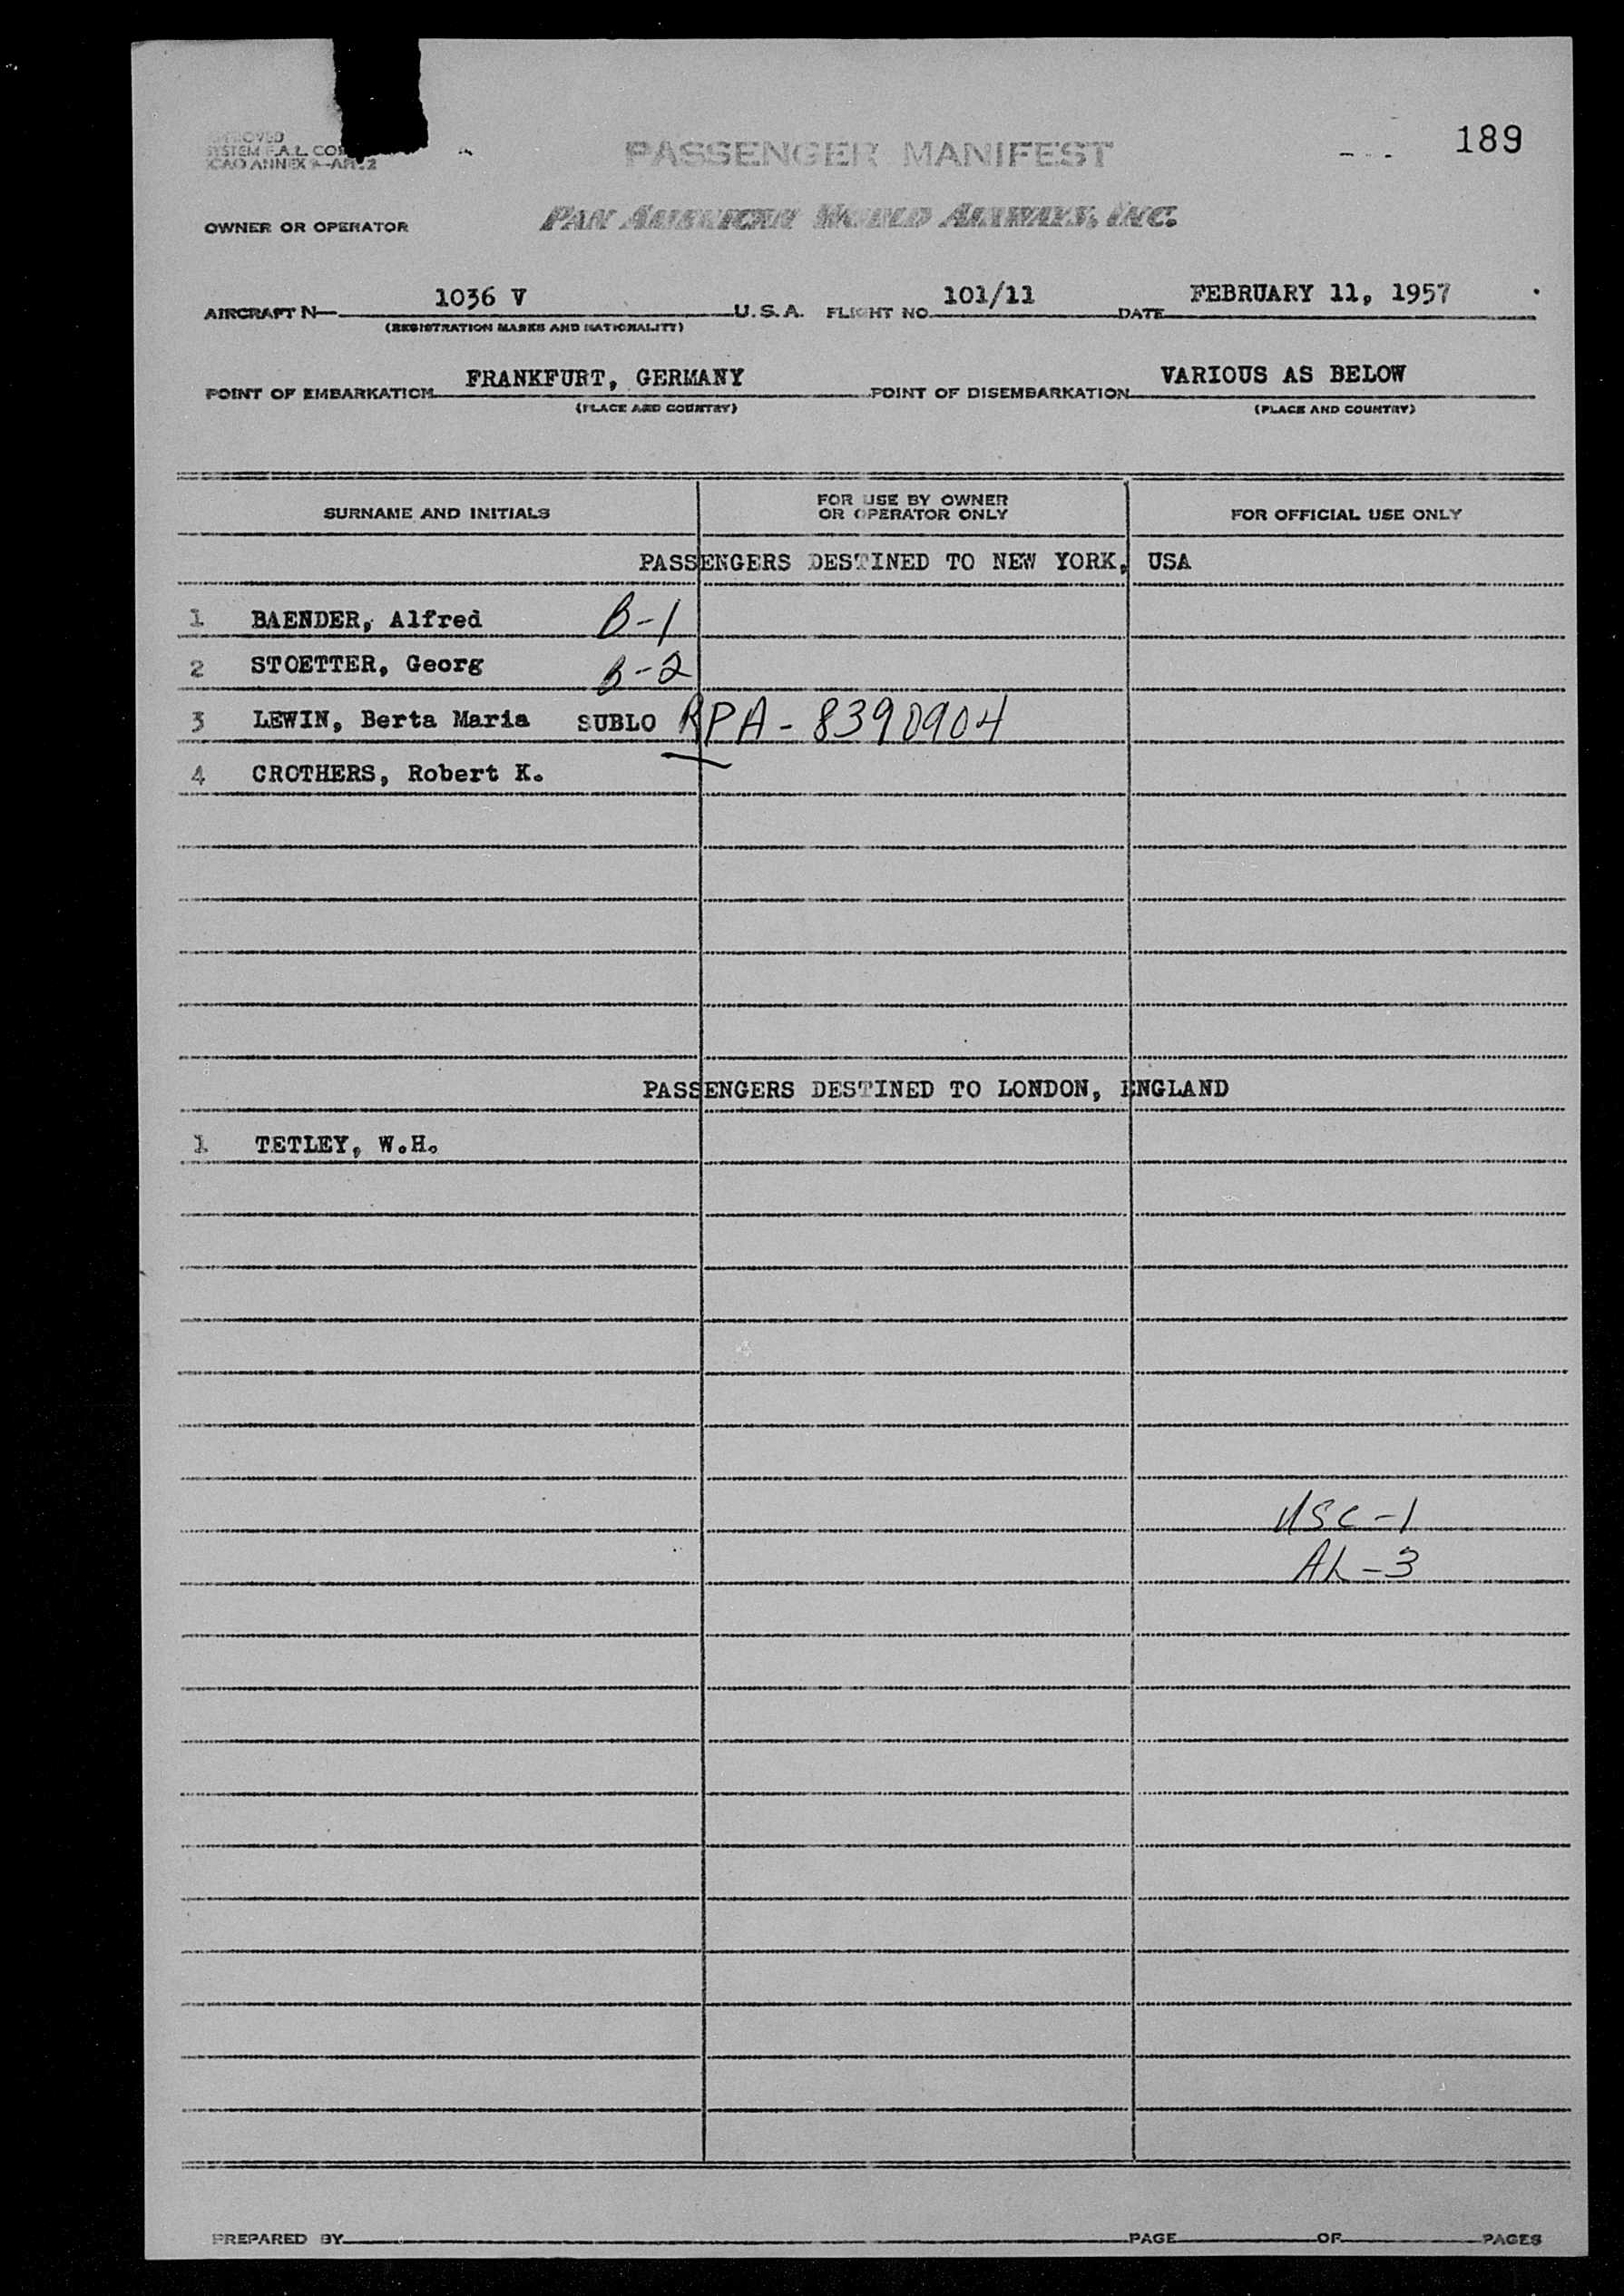 189
SYSTEM F.A.L. 
ICAO ANNEX 9
PASSENGER MANIFEST
OWNER OR OPERATOR PAN AMERICAN WORLD AIRWAYS, INC.
AIRCRAFT N 1036 V U.S.A. FLIGHT NO. 101/11 DATE FEBRUARY 11, 1957
(REGISTRATION MARKS AND NATIONALITY)
POINT OF EMBARKATION FRANKFURT, GERMANY POINT OF DISEMBARKATION VARIOUS AS BELOW
(PLACE AND COUNTRY) (PLACE AND COUNTRY)
SURNAME AND INITIALS FOR USE BY OWNER OR OPERATOR ONLY FOR OFFICIAL USE ONLY
PASSENGERS DESTINED TO NEW YORK, USA
1 BAENDER, Alfred B-1
2 STOETTER, Georg B-2
3 LEWIN, Berta Maria SUBLO RPA-8390904
4 CROTHERS, Robert K.
PASSENGERS DESTINED TO LONDON, ENGLAND
1 TETLEY, W.H.
USC-1
AL-3
PREPARED BY PAGE OF PAGES